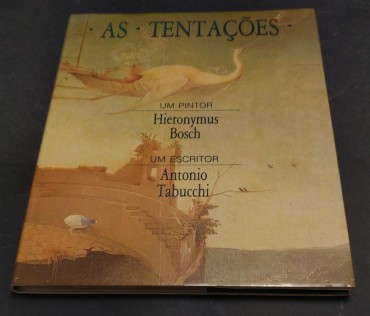 · AS · TENTAÇÕES ·
UM PINTOR
Hieronymus
Bosch
UM ESCRITOR
Antonio
Tabucchi